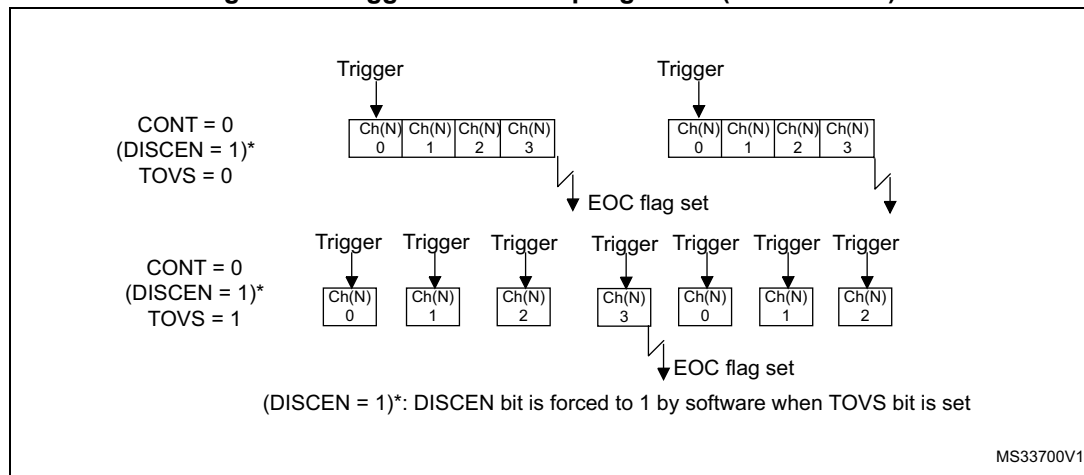 Trigger Trigger
CONT = 0
(DISCEN = 1)*
TOVS = 0
Ch(N) Ch(N) Ch(N) Ch(N)
0 1 2 3
Ch(N) Ch(N) Ch(N) Ch(N)
0 1 2 3
EOC flag set
Trigger Trigger Trigger Trigger Trigger Trigger Trigger
CONT = 0
(DISCEN = 1)*
TOVS = 1
Ch(N) Ch(N) Ch(N) Ch(N) Ch(N) Ch(N) Ch(N)
0 1 2 3 0 1 2
EOC flag set
(DISCEN = 1)*: DISCEN bit is forced to 1 by software when TOVS bit is set
MS33700V1